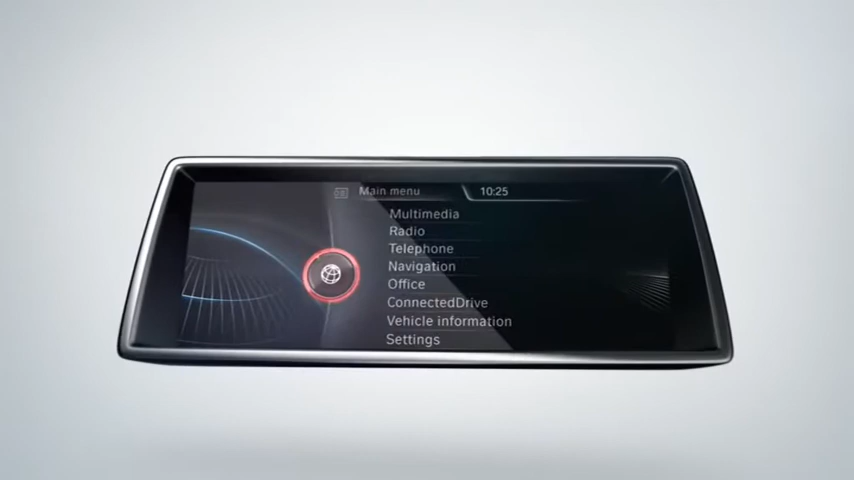 Main menu 10:25
Multimedia
Radio
Telephone
Navigation
Office
ConnectedDrive
Vehicle information
Settings